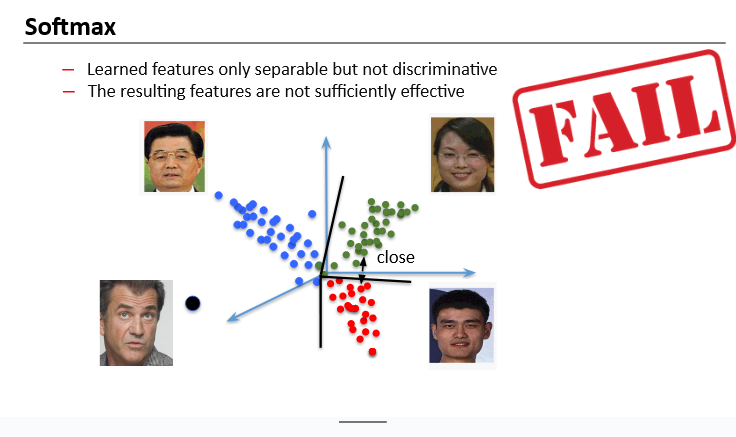 Softmax
— Learned features only separable but not discriminative
— The resulting features are not sufficiently effective
FAIL
close